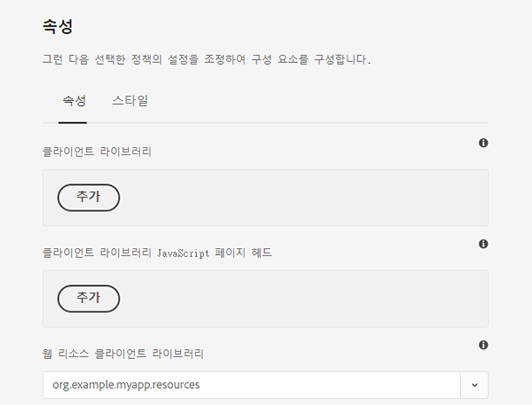 속성
그런 다음 선택한 정책의 설정을 조정하여 구성 요소를 구성합니다.
속성 스타일
클라이언트 라이브러리
추가
클라이언트 라이브러리 JavaScript 페이지 헤드
추가
웹 리소스 클라이언트 라이브러리
org.example.myapp.resources